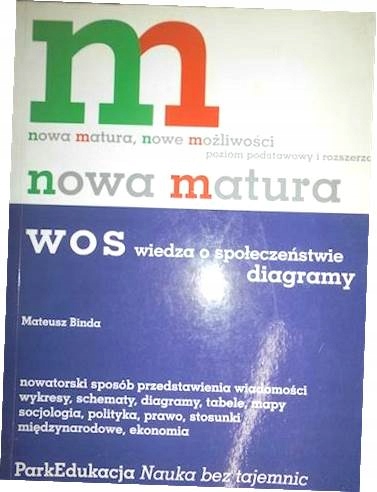 m
nowa matura, nowe możliwości
poziom podstawowy i rozszerzo
nowa matura
WOS wiedza o społeczeństwie
diagramy
Mateusz Binda
nowatorski sposób przedstawienia wiadomości
wykresy, schematy, diagramy, tabele, mapy
socjologia, polityka, prawo, stosunki
międzynarodowe, ekonomia
ParkEdukacja Nauka bez tajemnic